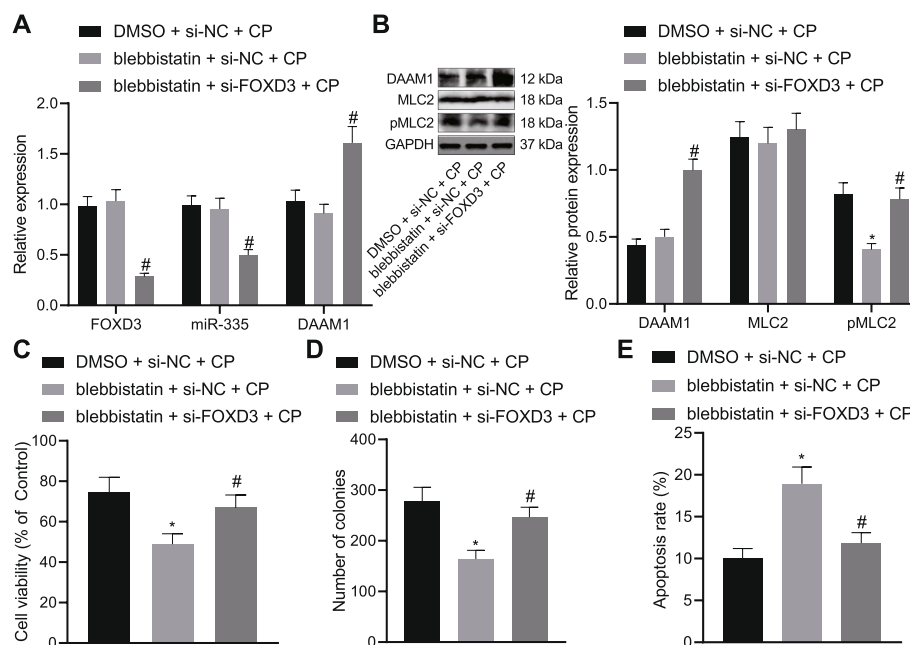 A
DMSO + si-NC + CP
blebbistatin + si-NC + CP
blebbistatin + si-FOXD3 + CP
Relative expression
2.0
1.5
1.0
0.5
0.0
#
#
#
FOXD3
miR-335
DAAM1
B
DAAM1
12 kDa
MLC2
18 kDa
pMLC2
18 kDa
GAPDH
37 kDa
DMSO + si-NC + CP
blebbistatin + si-NC + CP
blebbistatin + si-FOXD3 + CP
DMSO + si-NC + CP
blebbistatin + si-NC + CP
blebbistatin + si-FOXD3 + CP
Relative protein expression
1.5
1.0
0.5
0.0
#
*
#
DAAM1
MLC2
pMLC2
C
DMSO + si-NC + CP
blebbistatin + si-NC + CP
blebbistatin + si-FOXD3 + CP
Cell viability (% of Control)
100
80
60
40
20
0
*
#
D
DMSO + si-NC + CP
blebbistatin + si-NC + CP
blebbistatin + si-FOXD3 + CP
Number of colonies
400
300
200
100
0
*
#
E
DMSO + si-NC + CP
blebbistatin + si-NC + CP
blebbistatin + si-FOXD3 + CP
Apoptosis rate (%)
25
20
15
10
5
0
*
#